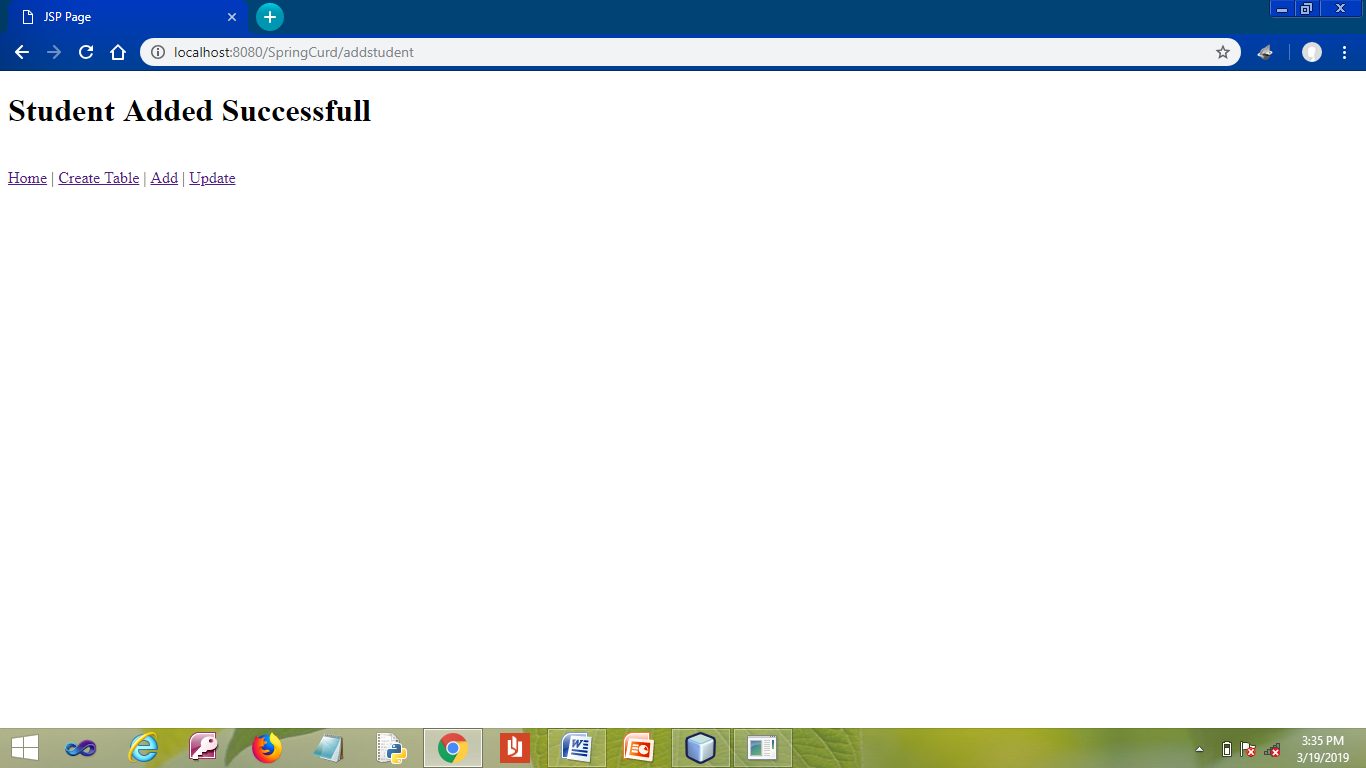 JSP Page
localhost:8080/SpringCurd/addstudent
Student Added Successfull
Home | Create Table | Add | Update
3:35 PM
3/19/2019